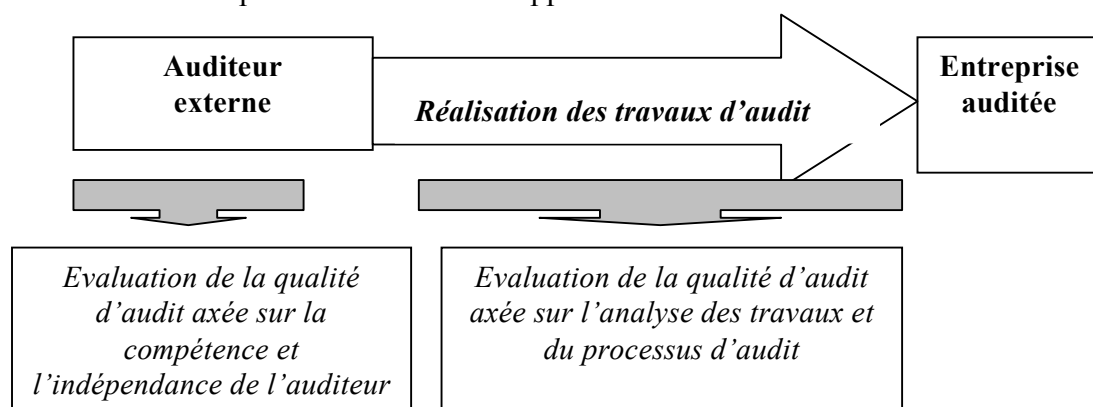 Auditeur
externe
Réalisation des travaux d’audit
Entreprise
auditée
Evaluation de la qualité
d’audit axée sur la
compétence et
l’indépendance de l’auditeur
Evaluation de la qualité d’audit
axée sur l’analyse des travaux et
du processus d’audit